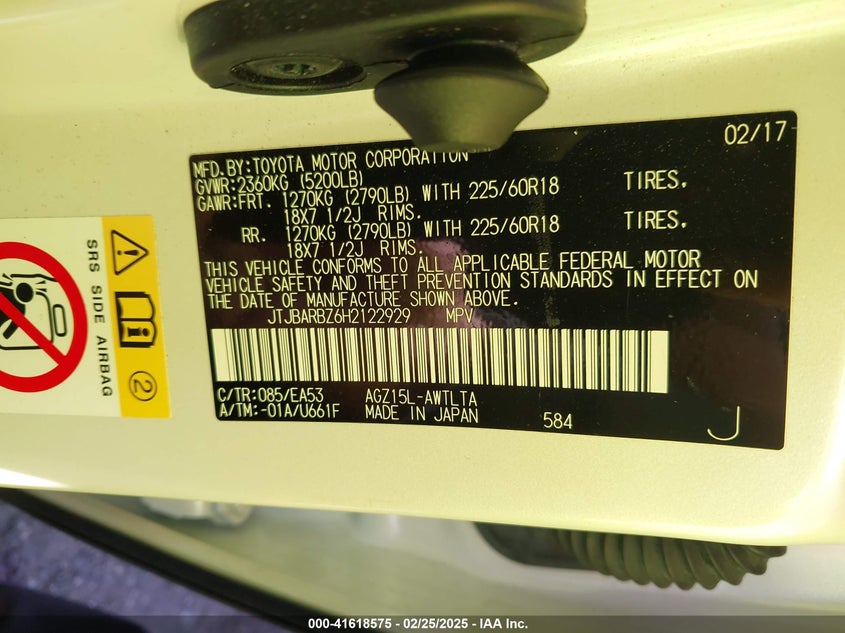 02/17
MFD.BY:TOYOTA MOTOR CORPORATION
GVWR:2360KG (5200LB)
GAWR:FRT. 1270KG (2790LB) WITH 225/60R18 TIRES.
18X7 1/2J RIMS.
RR. 1270KG (2790LB) WITH 225/60R18 TIRES.
18X7 1/2J RIMS.
THIS VEHICLE CONFORMS TO ALL APPLICABLE FEDERAL MOTOR
VEHICLE SAFETY AND THEFT PREVENTION STANDARDS IN EFFECT ON
THE DATE OF MANUFACTURE SHOWN ABOVE.
JTJBARBZ6H2122929 MPV
C/TR:085/EA53 AGZ15L-AWTLTA
A/TM:-01A/U661F MADE IN JAPAN 584 J
SRS SIDE AIRBAG
2
000-41618575 - 02/25/2025 - IAA Inc.